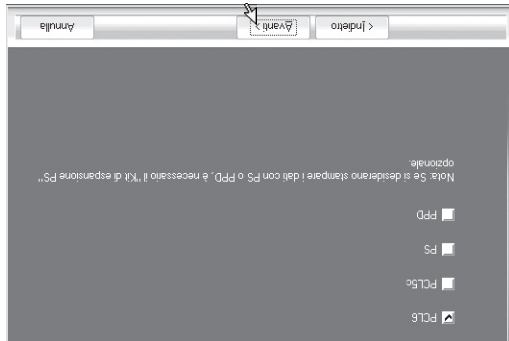 PCL6
PCL5c
PS
PPD
Nota: Se si desiderano stampare i dati con PS o PPD, è necessario il "Kit di espansione PS"
opzionale.
< Indietro
Avanti >
Annulla